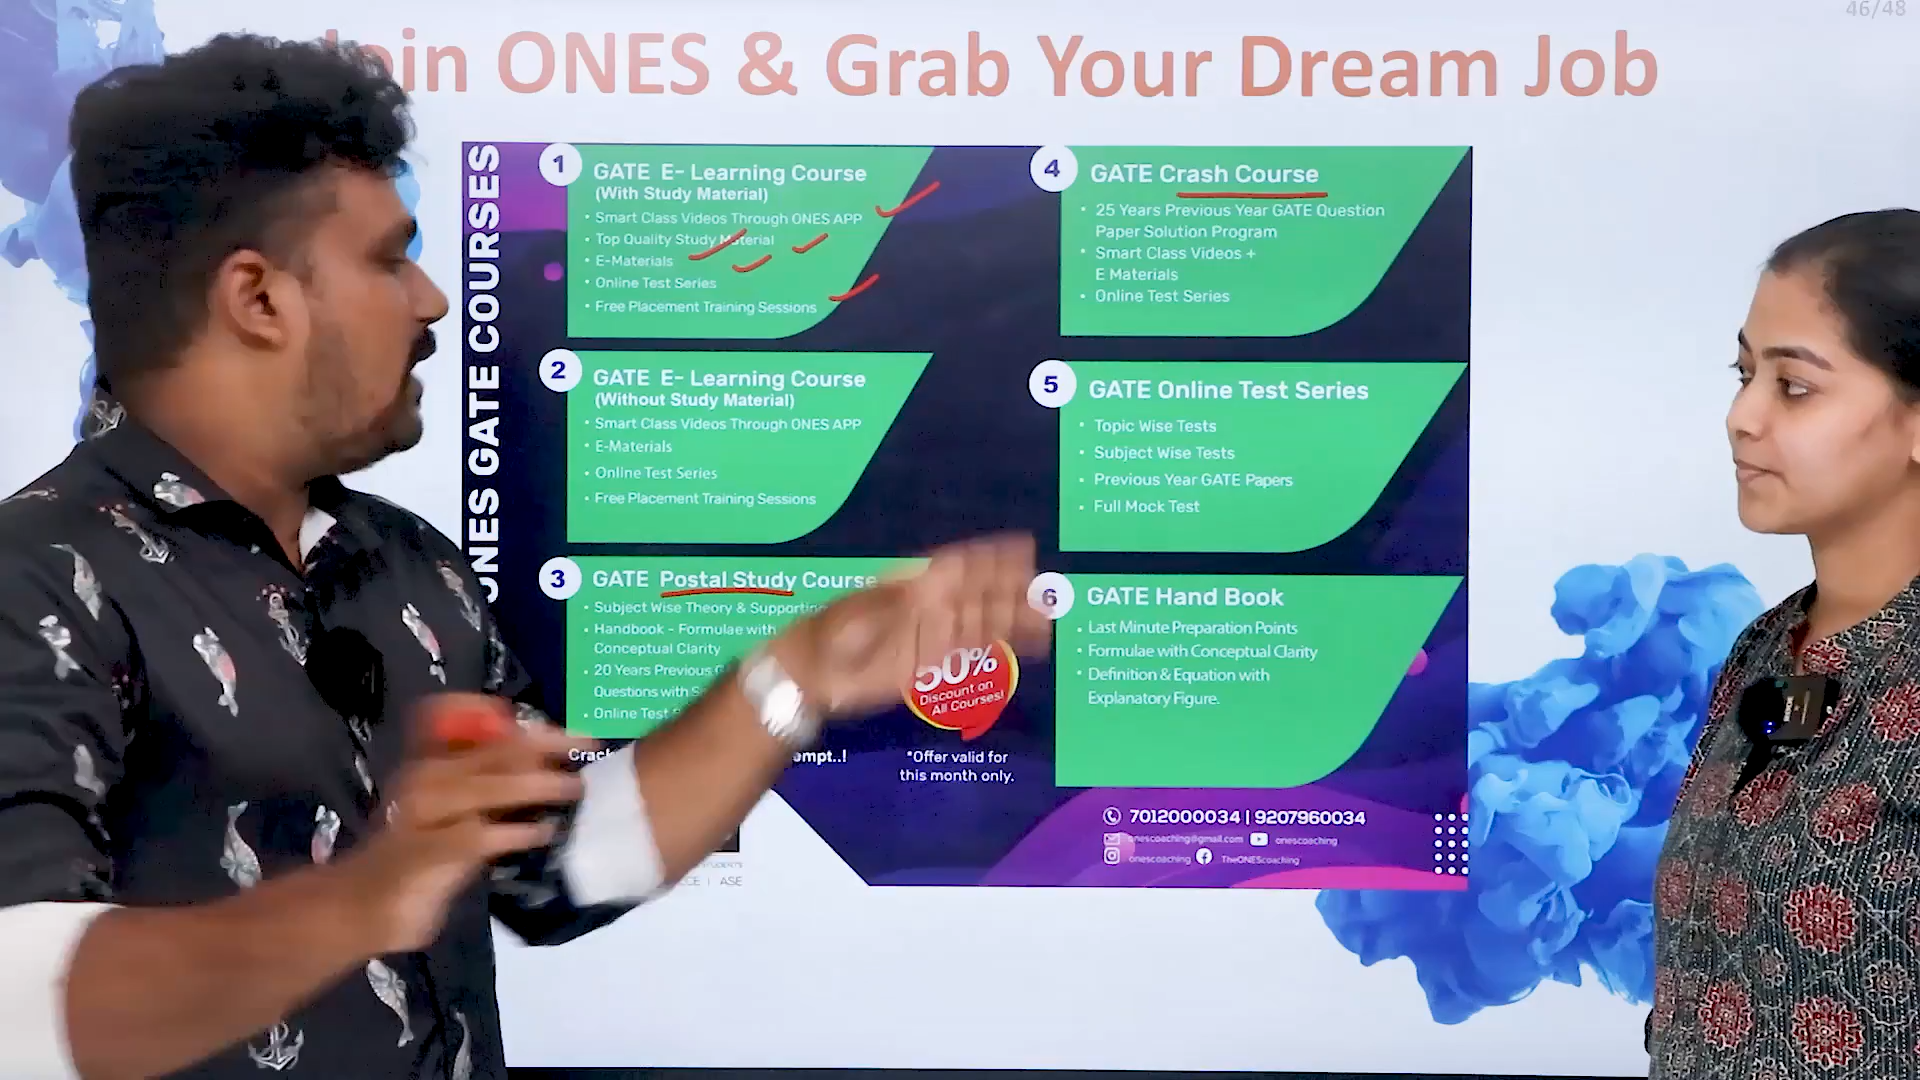 46/48
Join ONES & Grab Your Dream Job
ONES GATE COURSES
1
GATE E- Learning Course
(With Study Material)
• Smart Class Videos Through ONES APP
• Top Quality Study Material
• E-Materials
• Online Test Series
• Free Placement Training Sessions
2
GATE E- Learning Course
(Without Study Material)
• Smart Class Videos Through ONES APP
• E-Materials
• Online Test Series
• Free Placement Training Sessions
3
GATE Postal Study Course
• Subject Wise Theory & Supporting
• Handbook - Formulae with
Conceptual Clarity
• 20 Years Previous
Questions with
• Online Test
50%
Discount on
All Courses!
*Offer valid for
this month only.
ECE | ASE
4
GATE Crash Course
• 25 Years Previous Year GATE Question
Paper Solution Program
• Smart Class Videos +
E Materials
• Online Test Series
5
GATE Online Test Series
• Topic Wise Tests
• Subject Wise Tests
• Previous Year GATE Papers
• Full Mock Test
6
GATE Hand Book
• Last Minute Preparation Points
• Formulae with Conceptual Clarity
• Definition & Equation with
Explanatory Figure.
7012000034 | 9207960034
onescoaching@gmail.com onescoaching
onescoaching TheONEScoaching